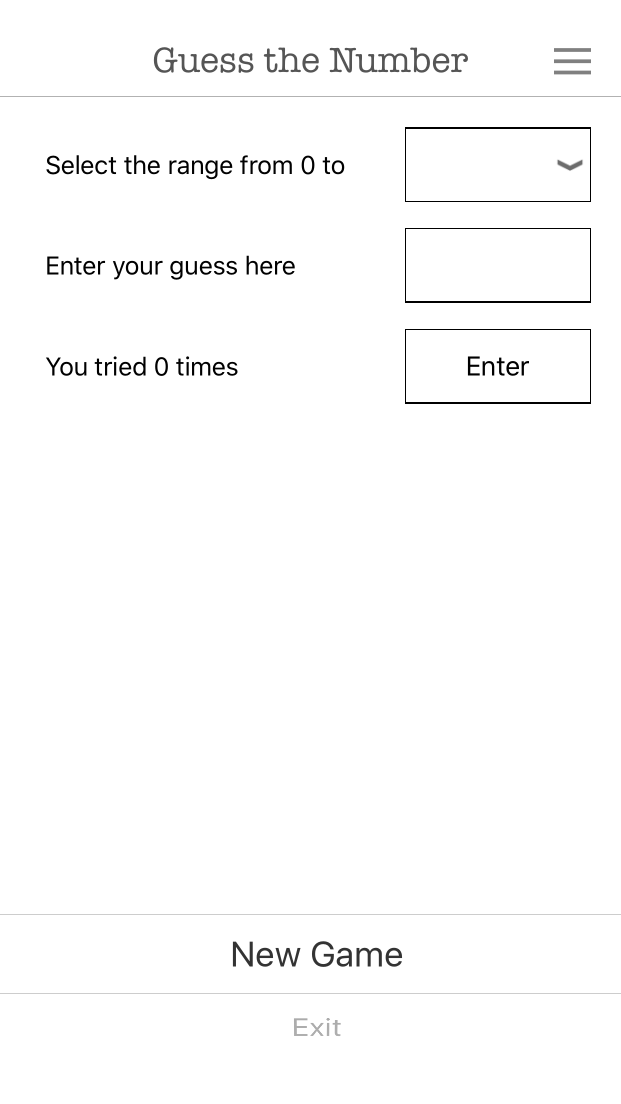 Guess the Number
Select the range from 0 to
Enter your guess here
You tried 0 times
Enter
New Game
Exit